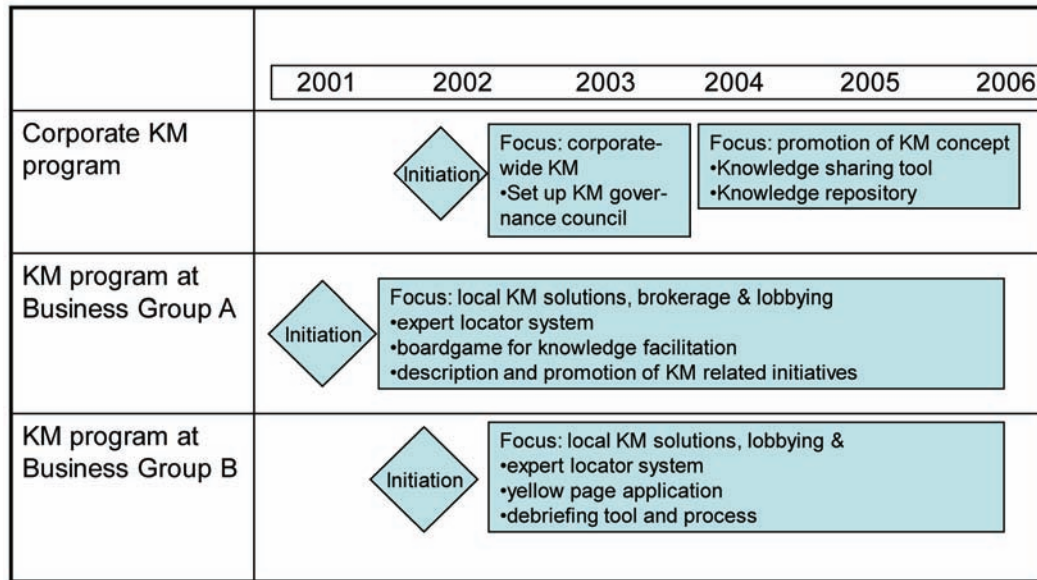 2001 2002 2003 2004 2005 2006
Corporate KM
program
Initiation
Focus: corporate-
wide KM
•Set up KM gover-
nance council
Focus: promotion of KM concept
•Knowledge sharing tool
•Knowledge repository
KM program at
Business Group A
Initiation
Focus: local KM solutions, brokerage & lobbying
•expert locator system
•boardgame for knowledge facilitation
•description and promotion of KM related initiatives
KM program at
Business Group B
Initiation
Focus: local KM solutions, lobbying &
•expert locator system
•yellow page application
•debriefing tool and process